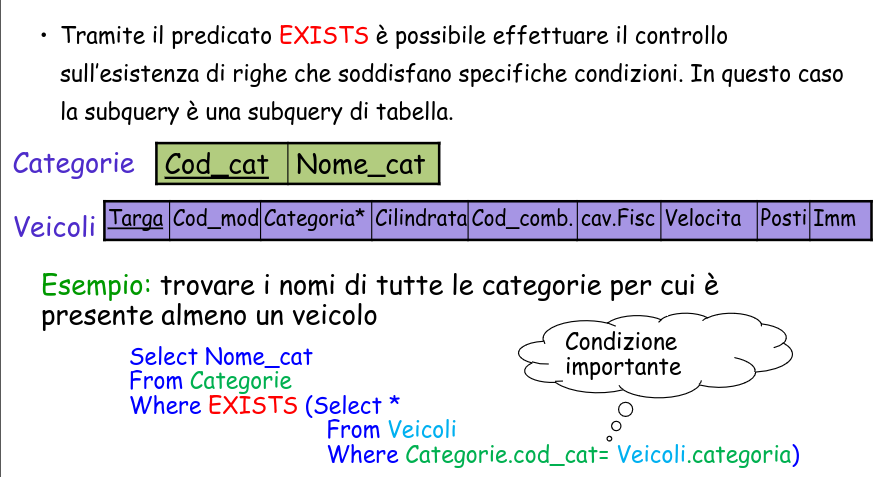 • Tramite il predicato EXISTS è possibile effettuare il controllo
sull'esistenza di righe che soddisfano specifiche condizioni. In questo caso
la subquery è una subquery di tabella.
Categorie Cod_cat Nome_cat
Veicoli Targa Cod_mod Categoria* Cilindrata Cod_comb. cav.Fisc Velocita Posti Imm
Esempio: trovare i nomi di tutte le categorie per cui è
presente almeno un veicolo
Condizione
importante
Select Nome_cat
From Categorie
Where EXISTS (Select *
From Veicoli
Where Categorie.cod_cat= Veicoli.categoria)